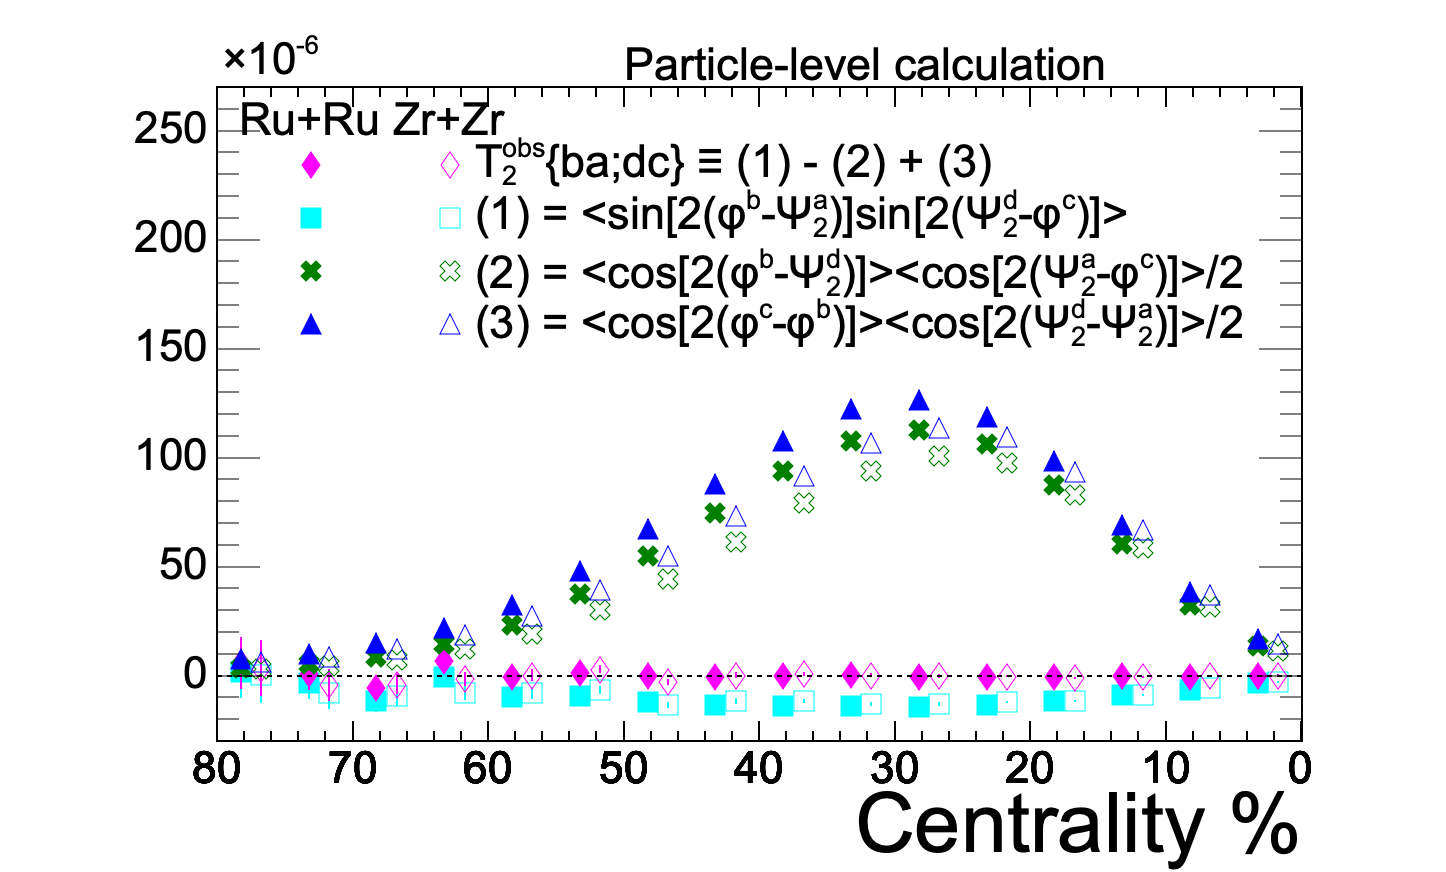 ×10⁻⁶
Particle-level calculation
Ru+Ru Zr+Zr
T₂ᵒᵇˢ{ba;dc} ≡ (1) - (2) + (3)
(1) = <sin[2(φᵇ-Ψ₂ᵃ)]sin[2(Ψ₂ᵈ-φᶜ)]>
(2) = <cos[2(φᵇ-Ψ₂ᵈ)]><cos[2(Ψ₂ᵃ-φᶜ)]>/2
(3) = <cos[2(φᶜ-φᵇ)]><cos[2(Ψ₂ᵈ-Ψ₂ᵃ)]>/2
250
200
150
100
50
0
80 70 60 50 40 30 20 10 0
Centrality %